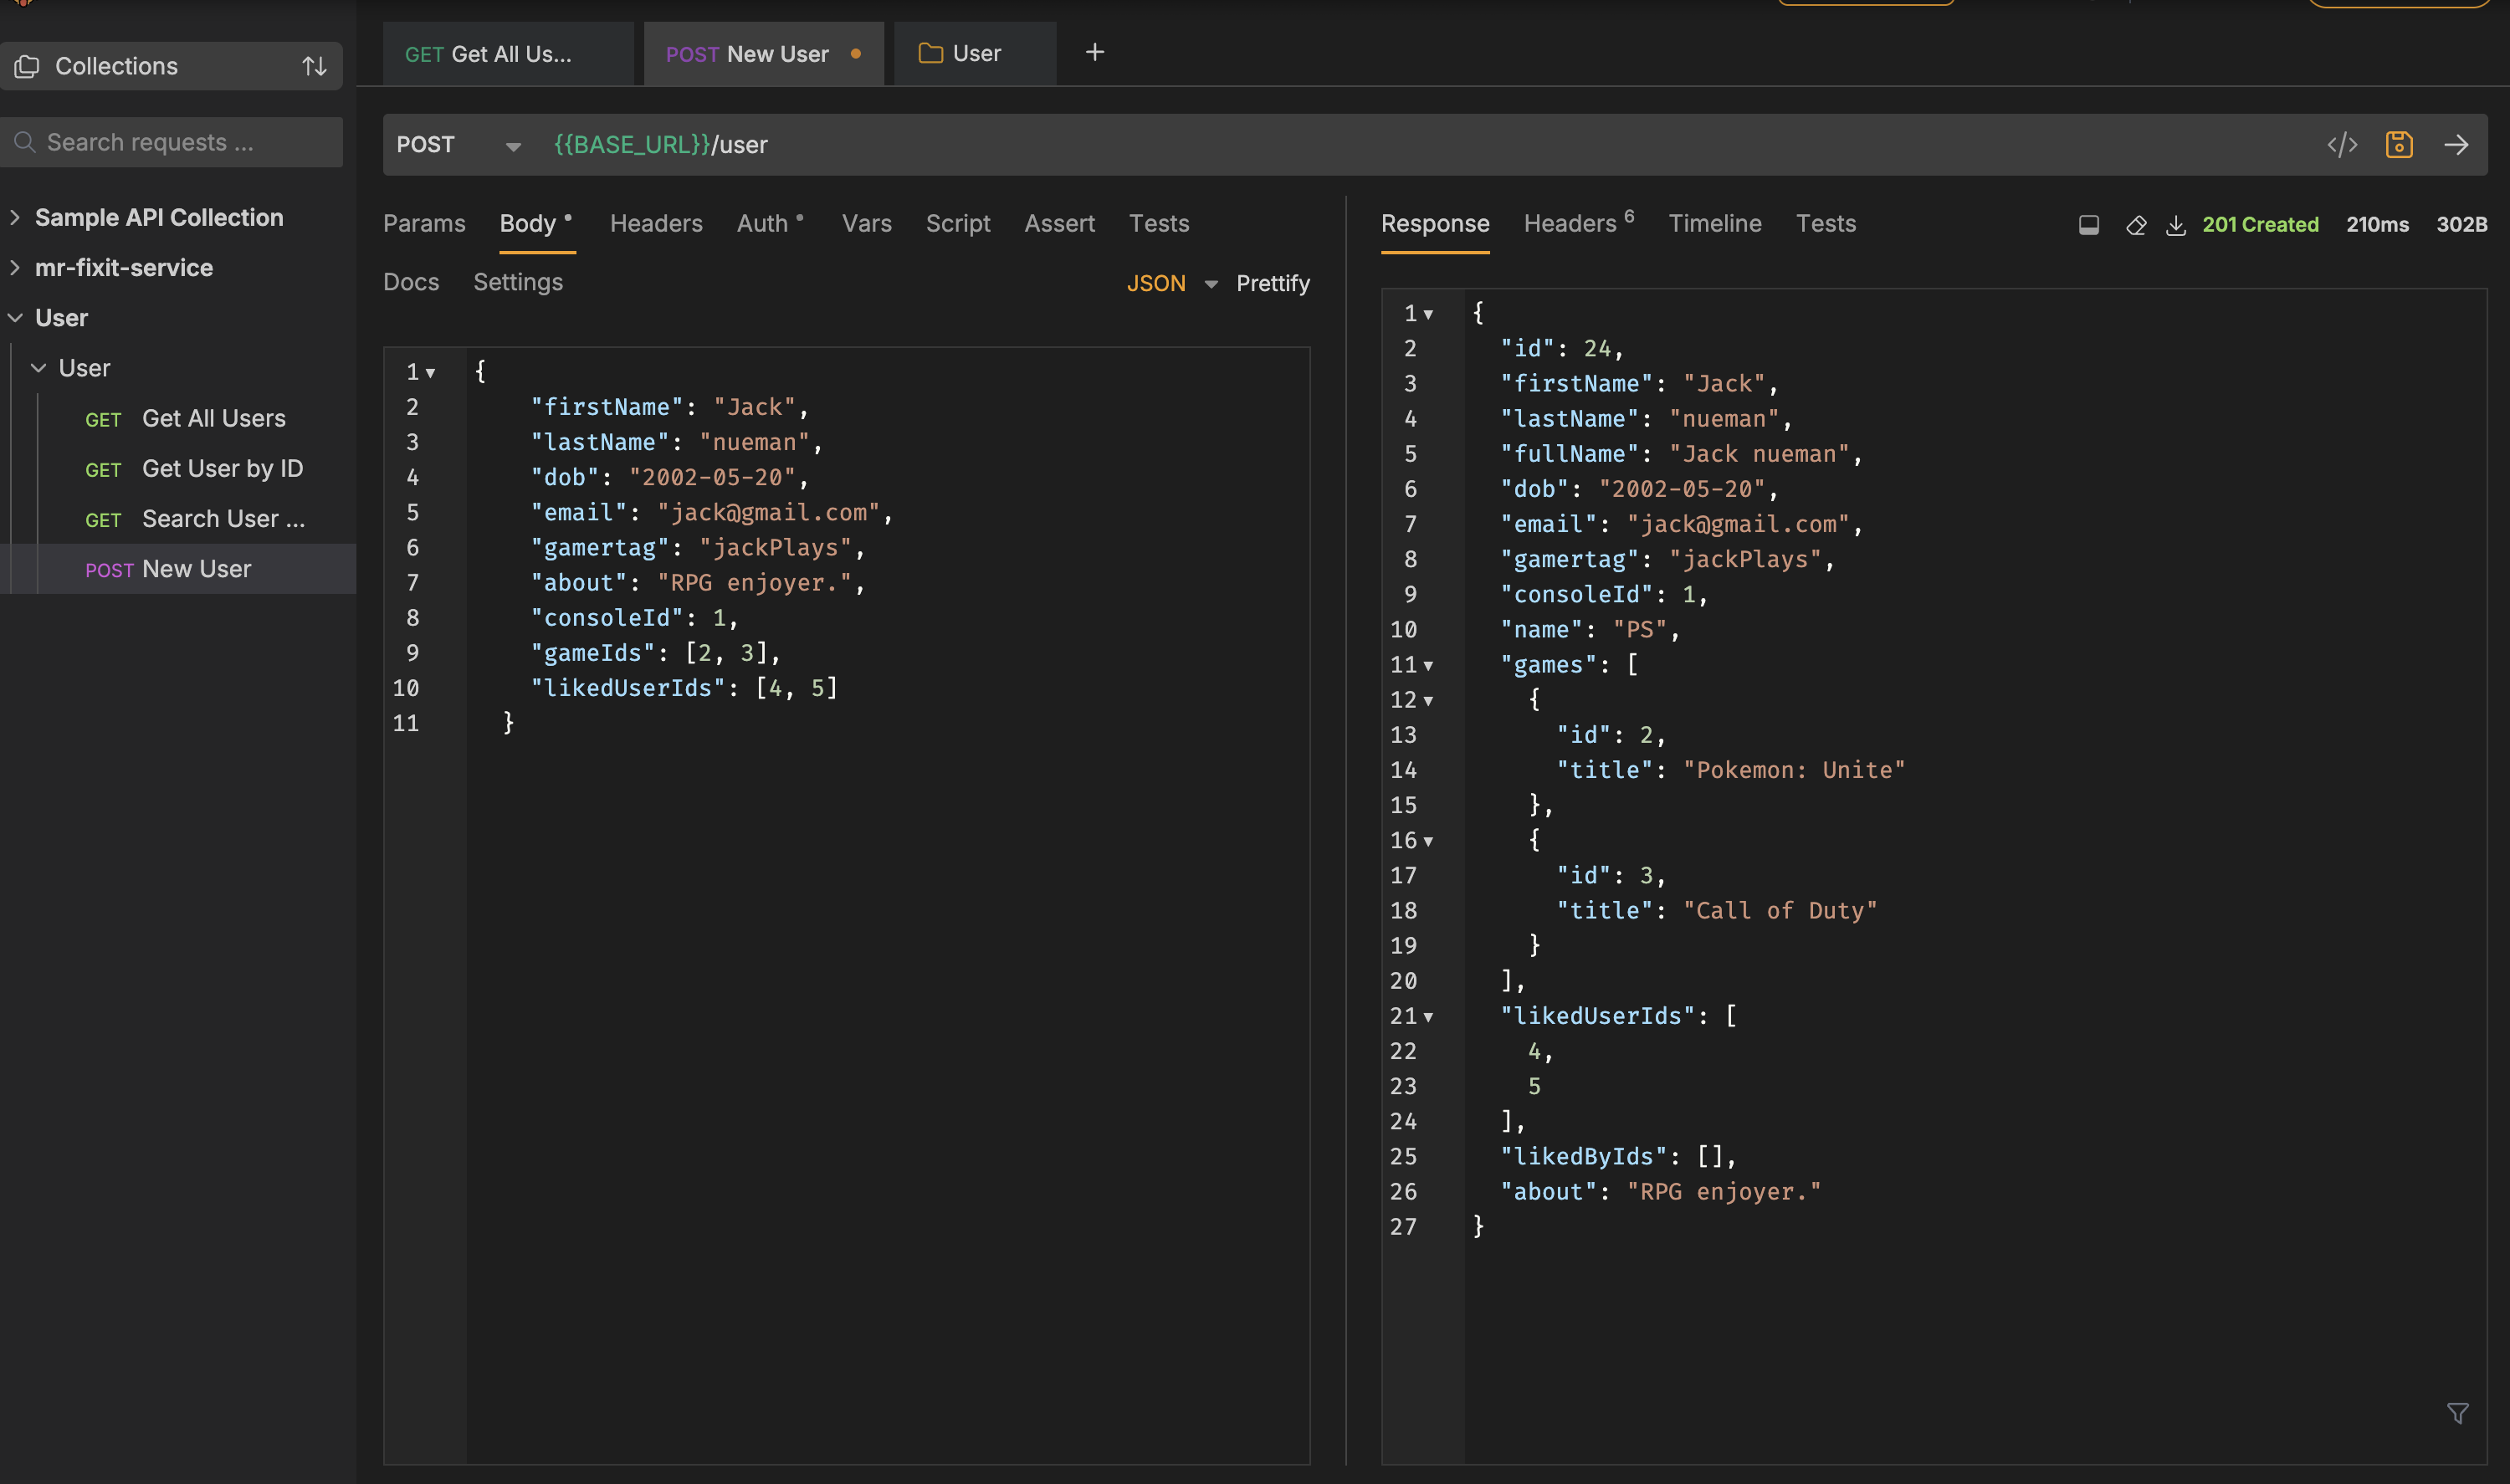 Collections
Search requests ...
Sample API Collection
mr-fixit-service
User
User
GET Get All Users
GET Get User by ID
GET Search User ...
POST New User
GET Get All Us...
POST New User
User
+
POST {{BASE_URL}}/user
</>
Params Body Headers Auth Vars Script Assert Tests
Docs Settings
JSON Prettify
1 {
2 "firstName": "Jack",
3 "lastName": "nueman",
4 "dob": "2002-05-20",
5 "email": "jack@gmail.com",
6 "gamertag": "jackPlays",
7 "about": "RPG enjoyer.",
8 "consoleId": 1,
9 "gameIds": [2, 3],
10 "likedUserIds": [4, 5]
11 }
Response Headers 6 Timeline Tests
201 Created 210ms 302B
1 {
2 "id": 24,
3 "firstName": "Jack",
4 "lastName": "nueman",
5 "fullName": "Jack nueman",
6 "dob": "2002-05-20",
7 "email": "jack@gmail.com",
8 "gamertag": "jackPlays",
9 "consoleId": 1,
10 "name": "PS",
11 "games": [
12 {
13 "id": 2,
14 "title": "Pokemon: Unite"
15 },
16 {
17 "id": 3,
18 "title": "Call of Duty"
19 }
20 ],
21 "likedUserIds": [
22 4,
23 5
24 ],
25 "likedByIds": [],
26 "about": "RPG enjoyer."
27 }